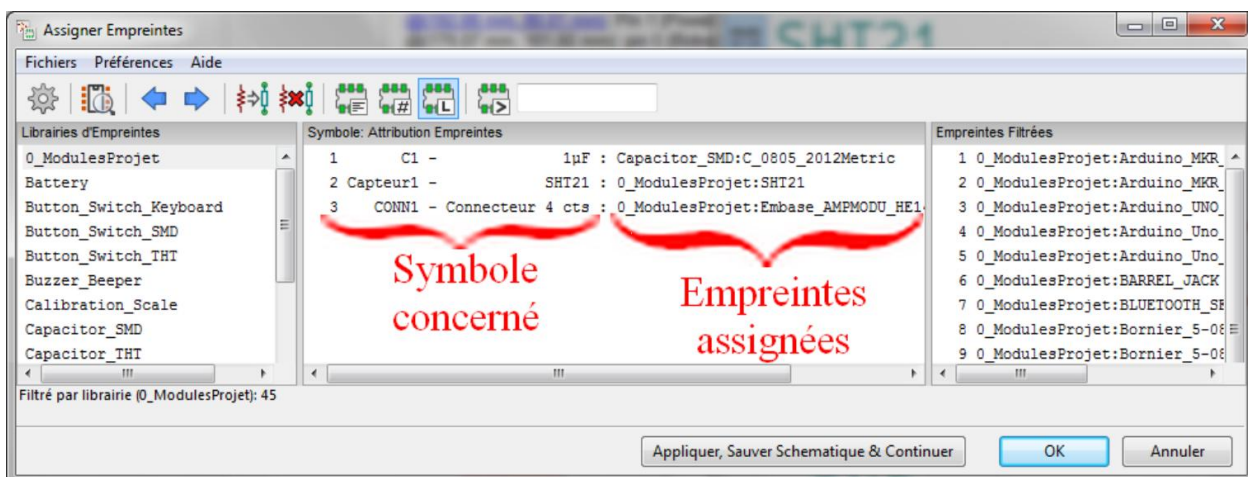 Assigner Empreintes
SHT21
Fichiers Préférences Aide
Librairies d'Empreintes
0_ModulesProjet
Battery
Button_Switch_Keyboard
Button_Switch_SMD
Button_Switch_THT
Buzzer_Beeper
Calibration_Scale
Capacitor_SMD
Capacitor_THT
Symbole: Attribution Empreintes
1 C1 - 1µF : Capacitor_SMD:C_0805_2012Metric
2 Capteur1 - SHT21 : 0_ModulesProjet:SHT21
3 CONN1 - Connecteur 4 cts : 0_ModulesProjet:Embase_AMPMODU_HE14
Symbole
concerné
Empreintes
assignées
Empreintes Filtrées
1 0_ModulesProjet:Arduino_MKR_
2 0_ModulesProjet:Arduino_MKR_
3 0_ModulesProjet:Arduino_UNO_
4 0_ModulesProjet:Arduino_Uno_
5 0_ModulesProjet:Arduino_Uno_
6 0_ModulesProjet:BARREL_JACK
7 0_ModulesProjet:BLUETOOTH_SE
8 0_ModulesProjet:Bornier_5-08
9 0_ModulesProjet:Bornier_5-08
Filtré par librairie (0_ModulesProjet): 45
Appliquer, Sauver Schematique & Continuer
OK
Annuler